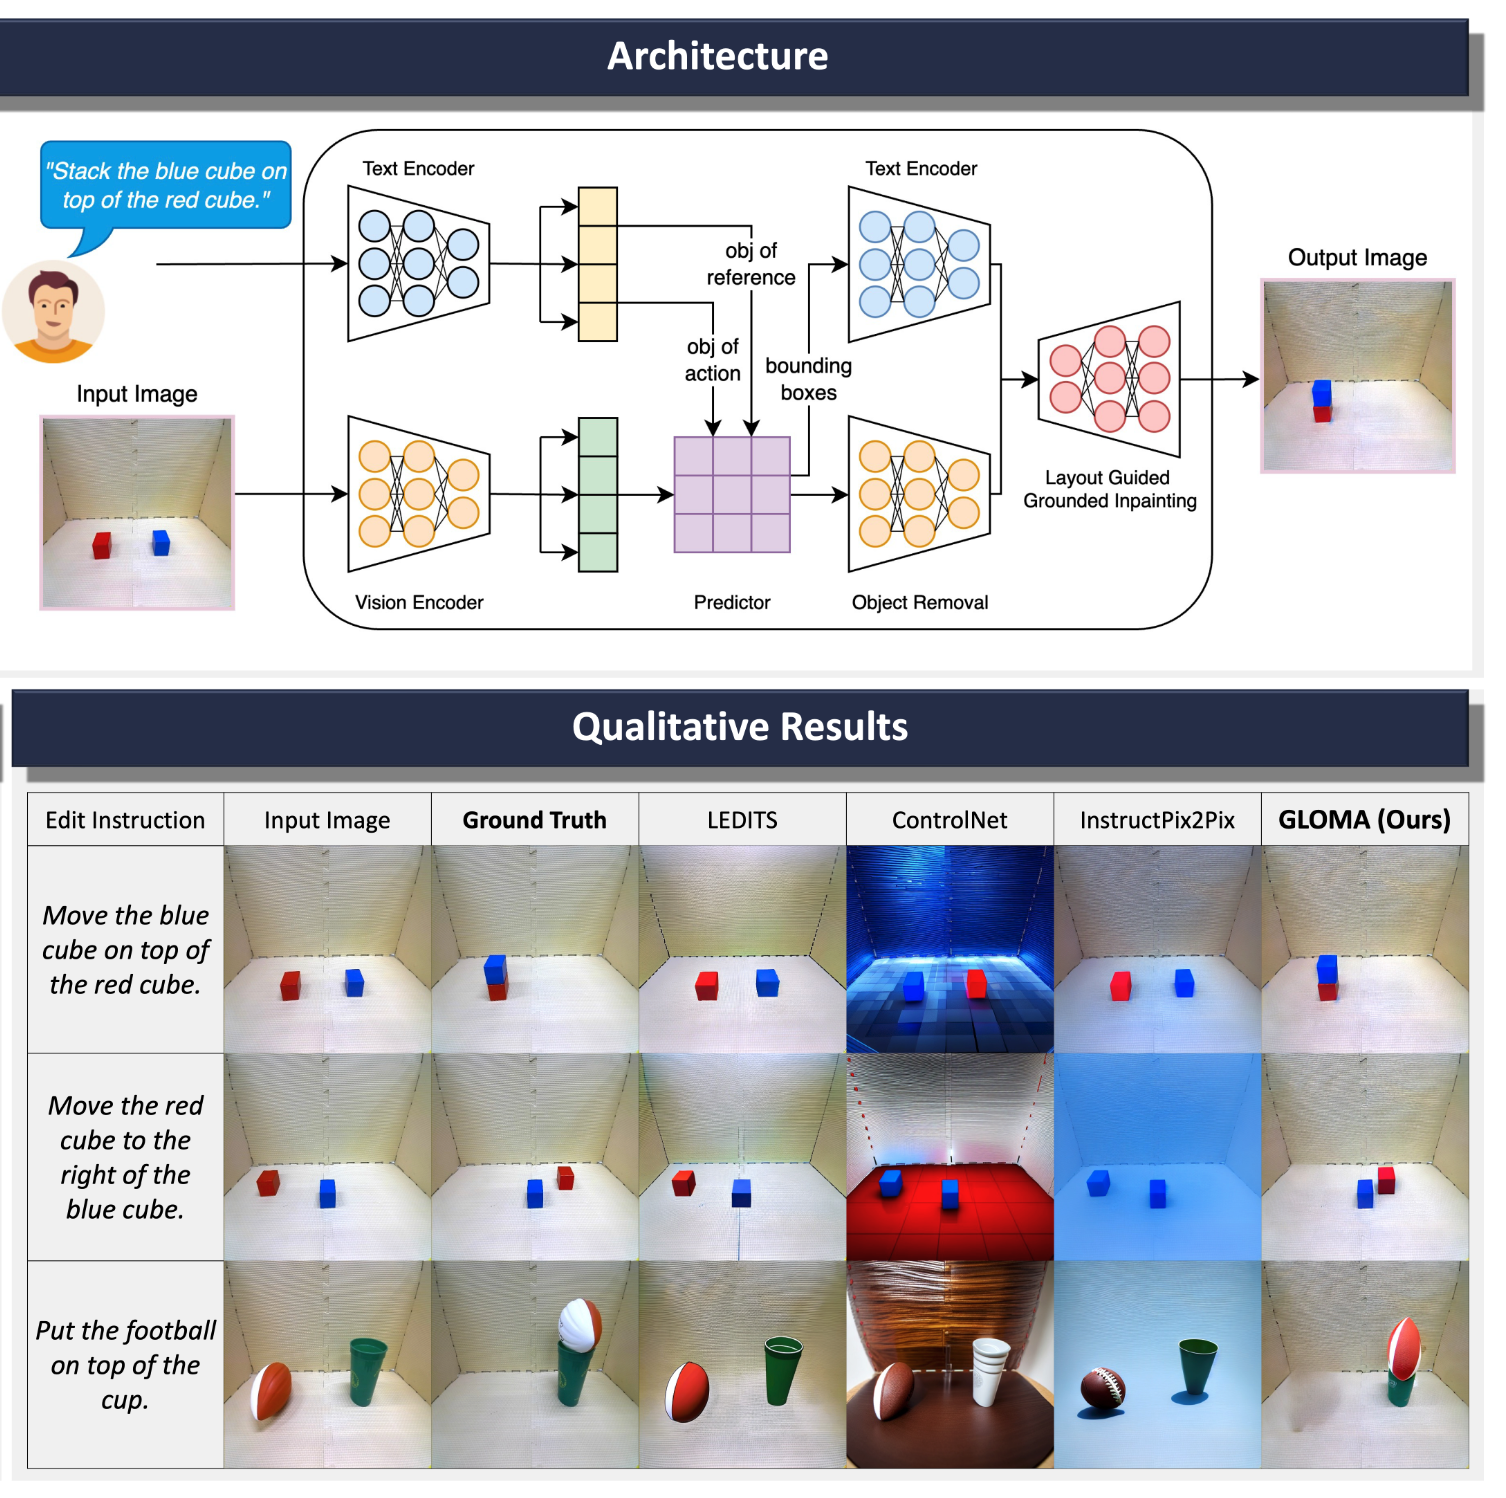 Architecture
"Stack the blue cube on
top of the red cube."
Text Encoder
Text Encoder
obj of
reference
Output Image
obj of
action
bounding
boxes
Input Image
Layout Guided
Grounded Inpainting
Vision Encoder
Predictor
Object Removal
Qualitative Results
Edit Instruction
Input Image
Ground Truth
LEDITS
ControlNet
InstructPix2Pix
GLOMA (Ours)
Move the blue
cube on top of
the red cube.
Move the red
cube to the
right of the
blue cube.
Put the football
on top of the
cup.